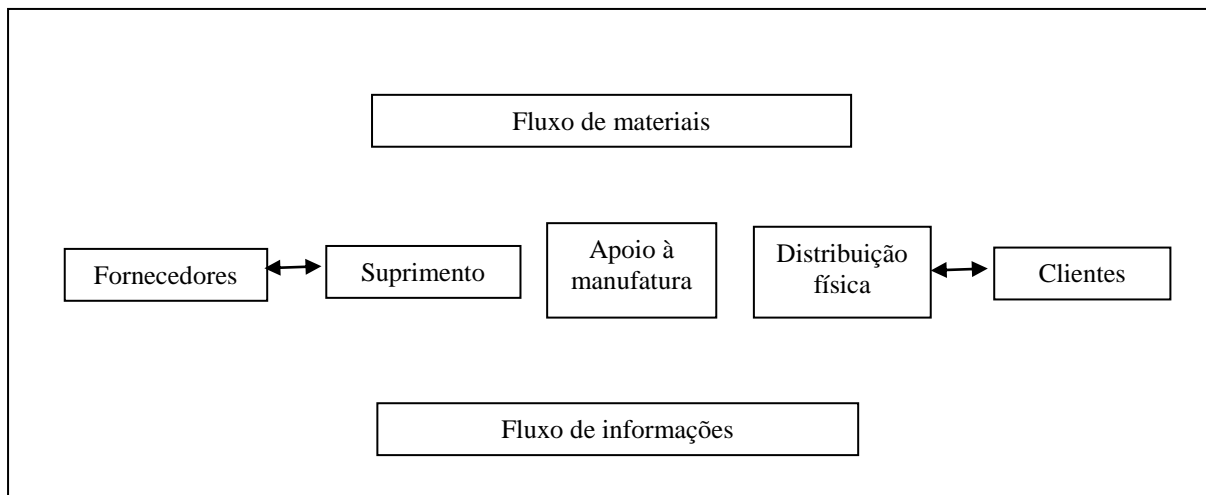 Fluxo de materiais
Fornecedores
Suprimento
Apoio à
manufatura
Distribuição
física
Clientes
Fluxo de informações